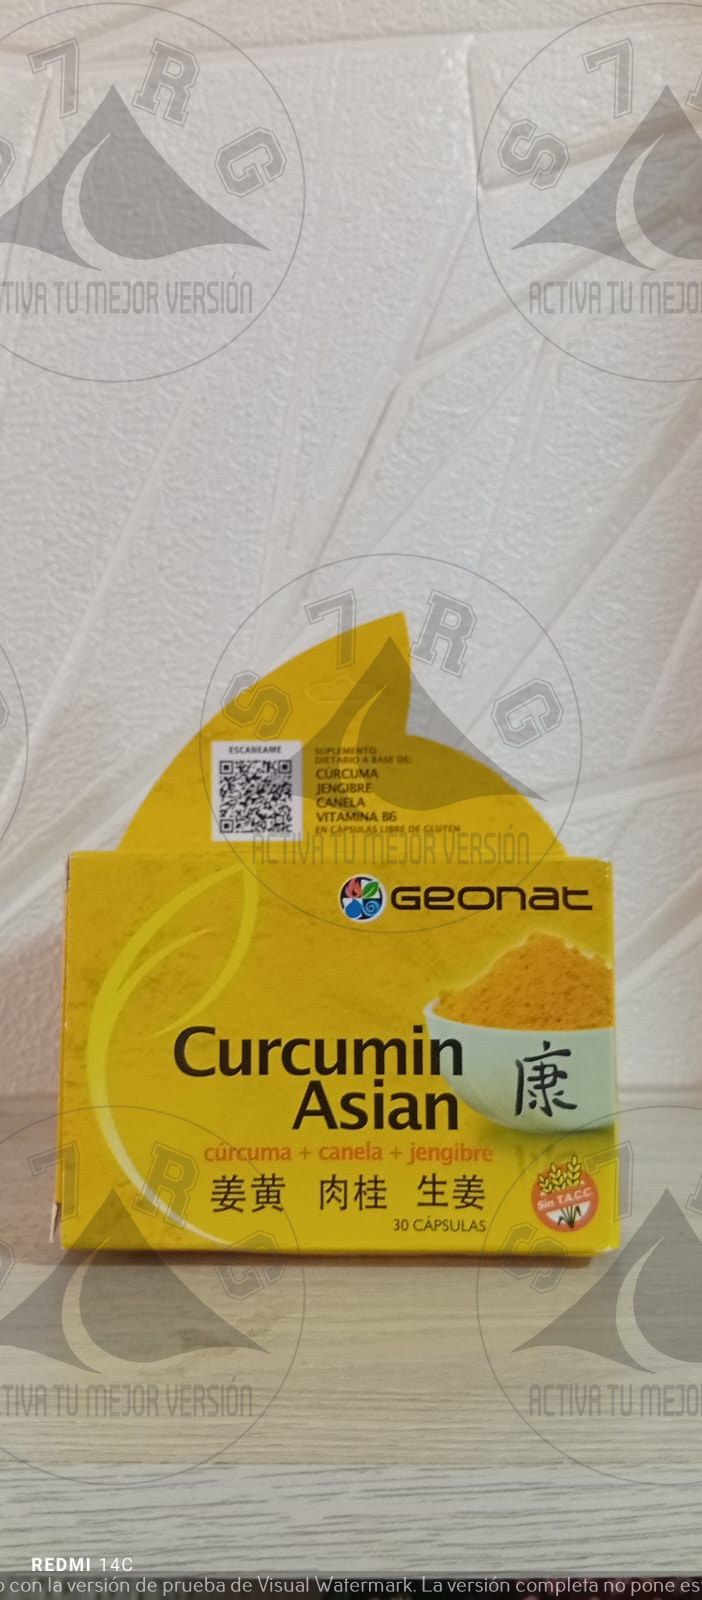 S7RG
ACTIVA TU MEJOR VERSIÓN
ESCANEAME
SUPLEMENTO
DIETARIO A BASE DE:
CÚRCUMA
JENGIBRE
CANELA
VITAMINA B6
EN CÁPSULAS LIBRE DE GLUTEN
GEONAT
Curcumin
Asian
康
cúrcuma + canela + jengibre
姜黄 肉桂 生姜
Sin T.A.C.C.
30 CÁPSULAS
REDMI 14C
con la versión de prueba de Visual Watermark. La versión completa no pone